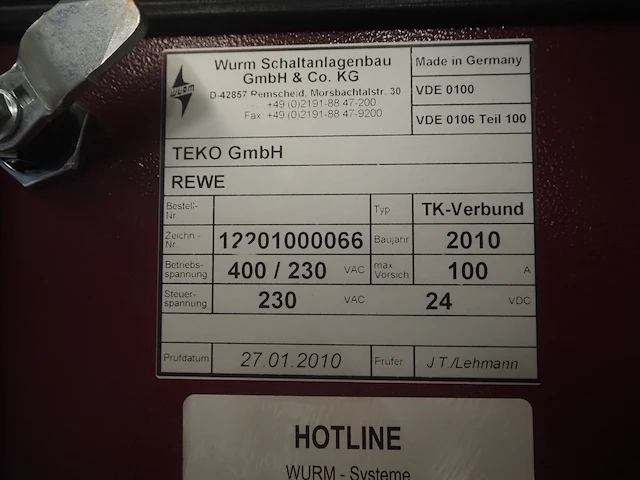 WURM
Wurm Schaltanlagenbau
GmbH & Co. KG
D-42857 Remscheid, Morsbachtalstr. 30
+49 (0)2191-88 47-200
Fax +49 (0)2191-88 47-9200
Made in Germany
VDE 0100
VDE 0106 Teil 100
TEKO GmbH
REWE
Bestell-
Nr
Typ TK-Verbund
Zeichn-
Nr 12201000066 Baujahr 2010
Betriebs-
spannung 400 / 230 VAC max
Vorsich 100 A
Steuer-
spannung 230 VAC 24 VDC
Prüfdatum 27.01.2010 Prüfer J.T./Lehmann
HOTLINE
WURM - Systeme